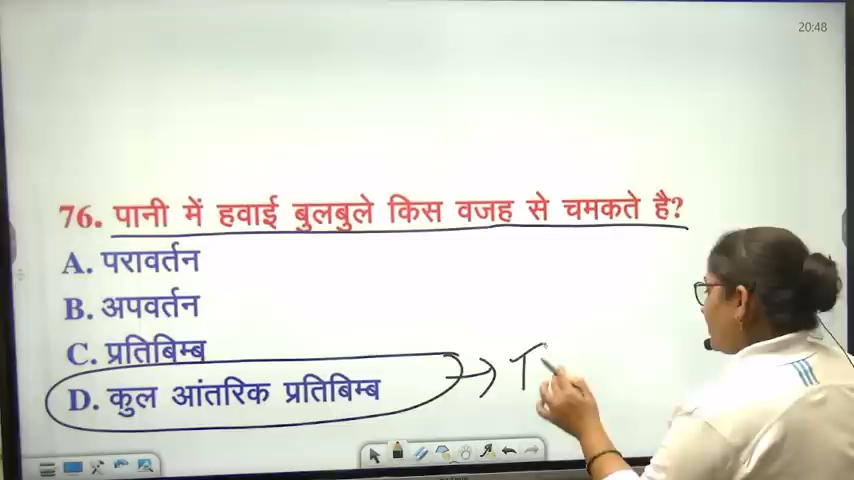 20:48
76. पानी में हवाई बुलबुले किस वजह से चमकते है?
A. परावर्तन
B. अपवर्तन
C. प्रतिबिम्ब
D. कुल आंतरिक प्रतिबिम्ब → T